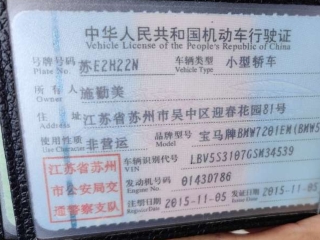 中华人民共和国机动车行驶证
Vehicle License of the People's Republic of China
号牌号码 苏E2H22N 车辆类型 小型轿车
Plate No. Vehicle Type
所有人 施勤美
Owner
住址 江苏省苏州市吴中区迎春花园81号
Address
使用性质 非营运 品牌型号 宝马牌BMW7201EM(BMW5
Use Character
车辆识别代号 LBV5S3107GSM34539
VIN
江苏省苏州市公安局交通警察支队
发动机号码 0143D786
Engine No.
注册日期 2015-11-05 发证日期 2015-11-05
Register Date Issue Date